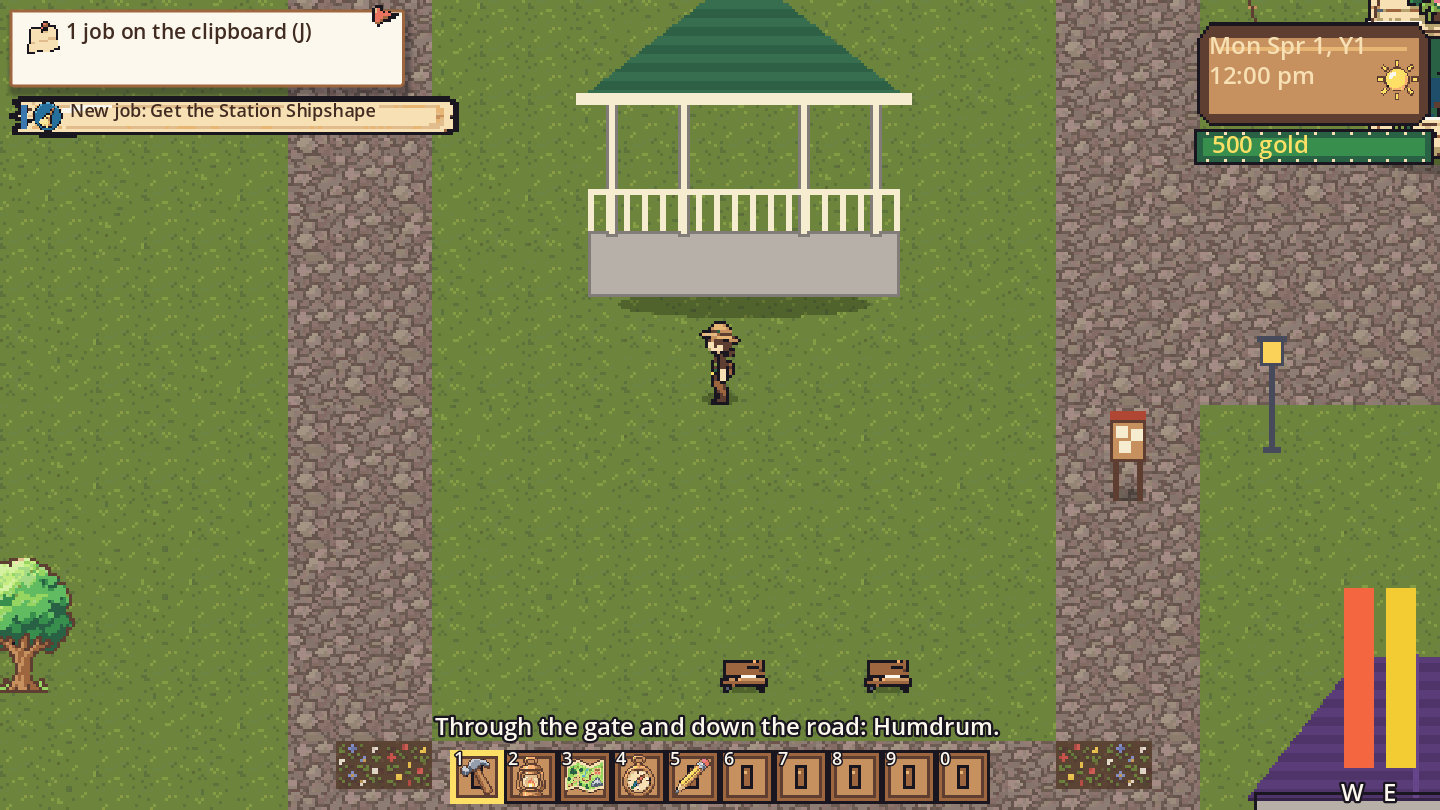 1 job on the clipboard (J)
New job: Get the Station Shipshape
Mon Spr 1, Y1
12:00 pm
500 gold
Through the gate and down the road: Humdrum.
1 2 3 4 5 6 7 8 9 0
W E